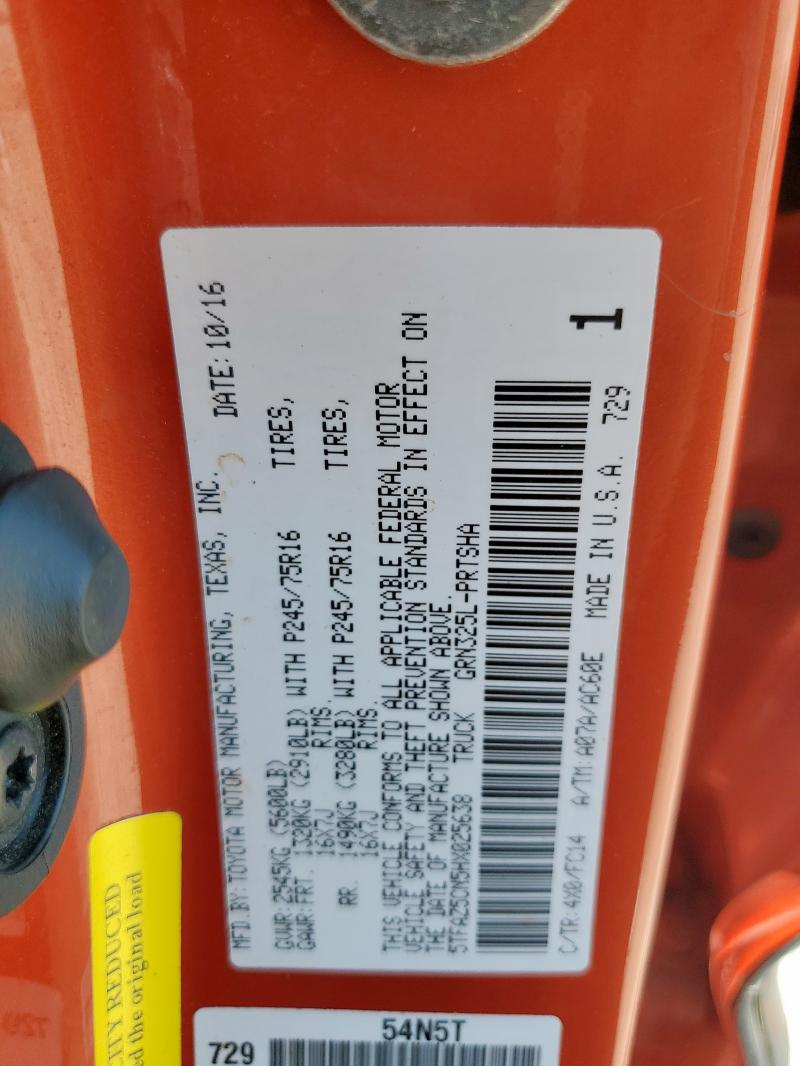 MFD.BY: TOYOTA MOTOR MANUFACTURING, TEXAS, INC. DATE: 10/16
GVWR: 2545KG (5600LB)
GAWR: FRT. 1320KG (2910LB) WITH P245/75R16 TIRES,
16X7J RIMS.
RR. 1490KG (3280LB) WITH P245/75R16 TIRES,
16X7J RIMS.
THIS VEHICLE CONFORMS TO ALL APPLICABLE FEDERAL MOTOR
VEHICLE SAFETY AND THEFT PREVENTION STANDARDS IN EFFECT ON
THE DATE OF MANUFACTURE SHOWN ABOVE.
5TFAZ5CN5HX025638 TRUCK GRN325L-PRTSHA
C/TR: 4X0/FC14 A/TM: A07A/AC60E MADE IN U.S.A. 729
1
54N5T
729
REDUCED
the original load